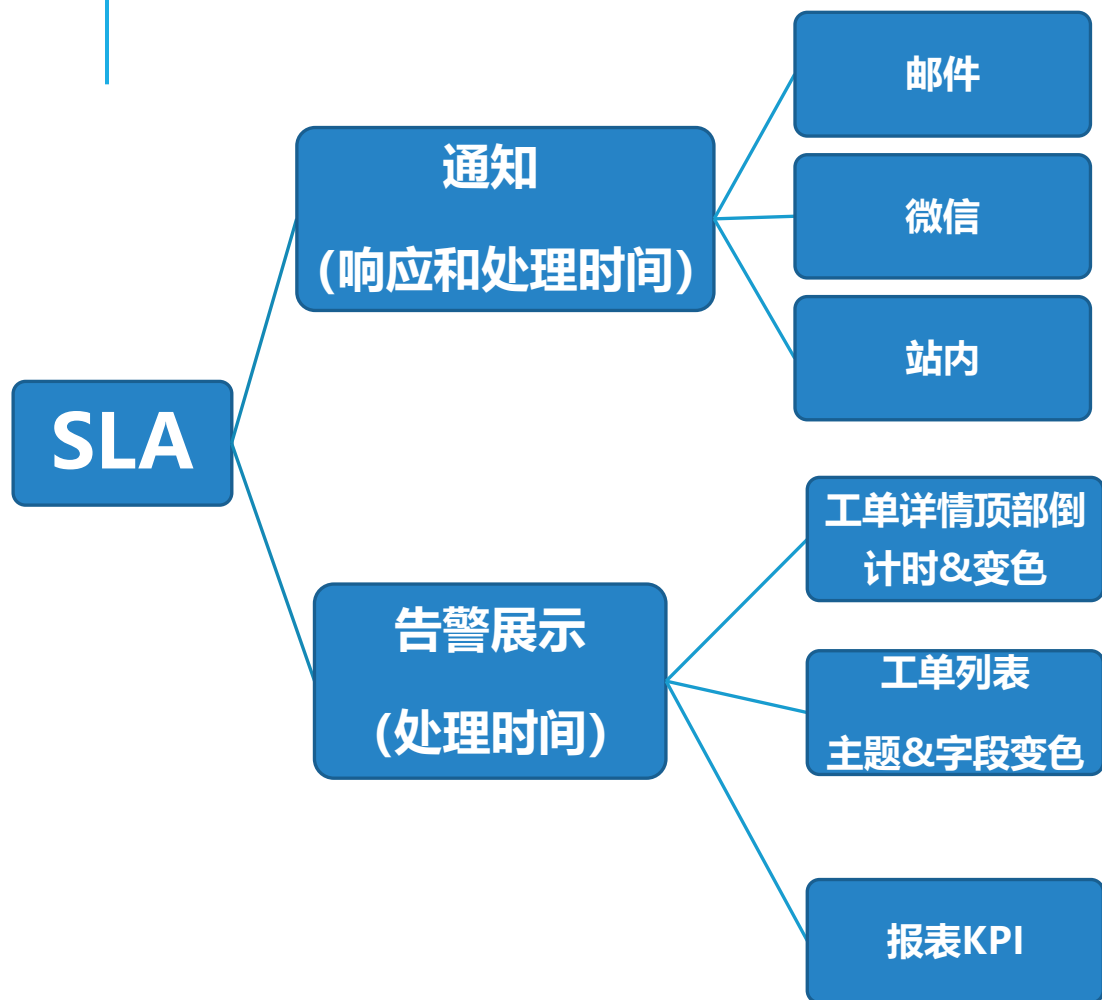 SLA
通知
（响应和处理时间）
邮件
微信
站内
告警展示
（处理时间）
工单详情顶部倒
计时&变色
工单列表
主题&字段变色
报表KPI